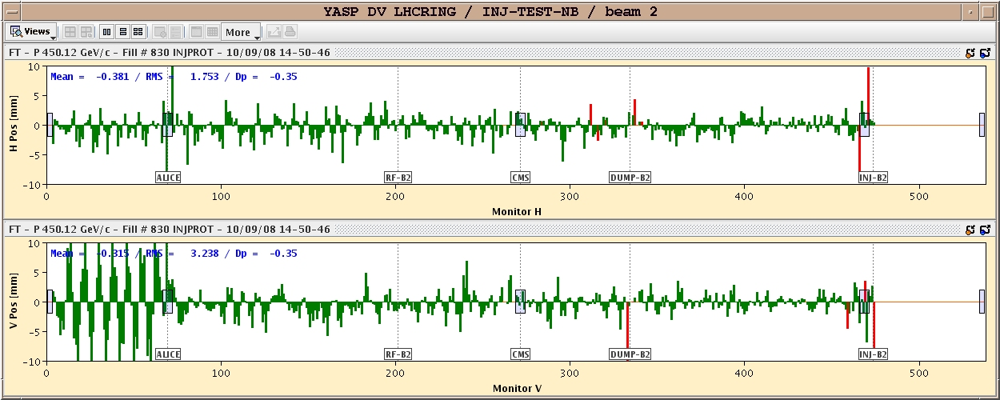 YASP DV LHCRING / INJ-TEST-NB / beam 2
Views More
FT - P 450.12 GeV/c - Fill # 830 INJPROT - 10/09/08 14-50-46
Mean = -0.381 / RMS = 1.753 / Dp = -0.35
H Pos [mm]
10
5
0
-5
-10
ALICE RF-B2 CMS DUMP-B2 INJ-B2
0 100 200 300 400 500
Monitor H
FT - P 450.12 GeV/c - Fill # 830 INJPROT - 10/09/08 14-50-46
Mean = -0.315 / RMS = 3.238 / Dp = -0.35
V Pos [mm]
10
5
0
-5
-10
ALICE RF-B2 CMS DUMP-B2 INJ-B2
0 100 200 300 400 500
Monitor V